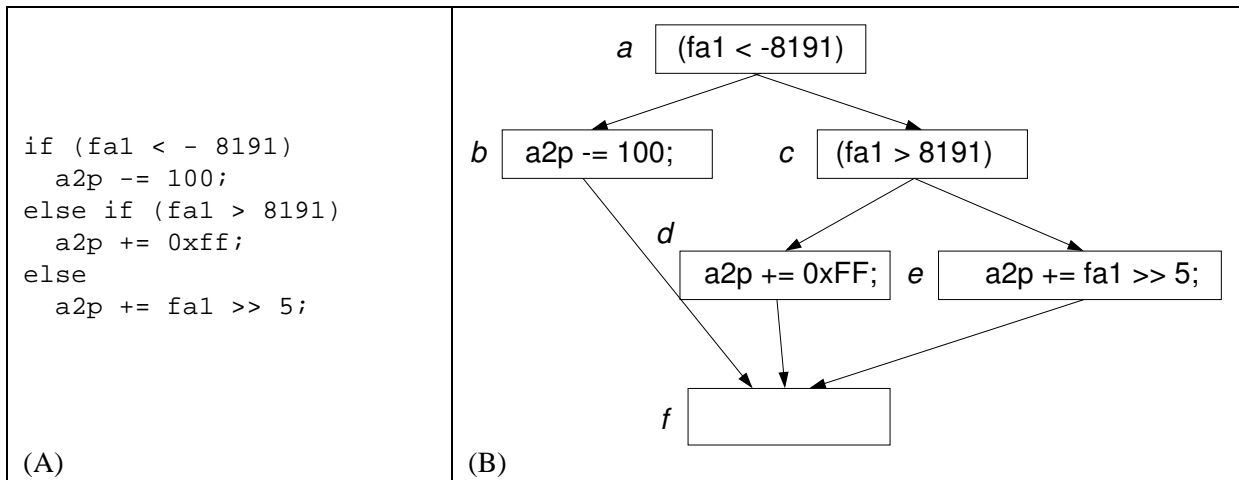 if (fa1 < - 8191)
a2p -= 100;
else if (fa1 > 8191)
a2p += 0xff;
else
a2p += fa1 >> 5;
(A)
a (fa1 < -8191)
b a2p -= 100; c (fa1 > 8191)
d
a2p += 0xFF; e a2p += fa1 >> 5;
f
(B)